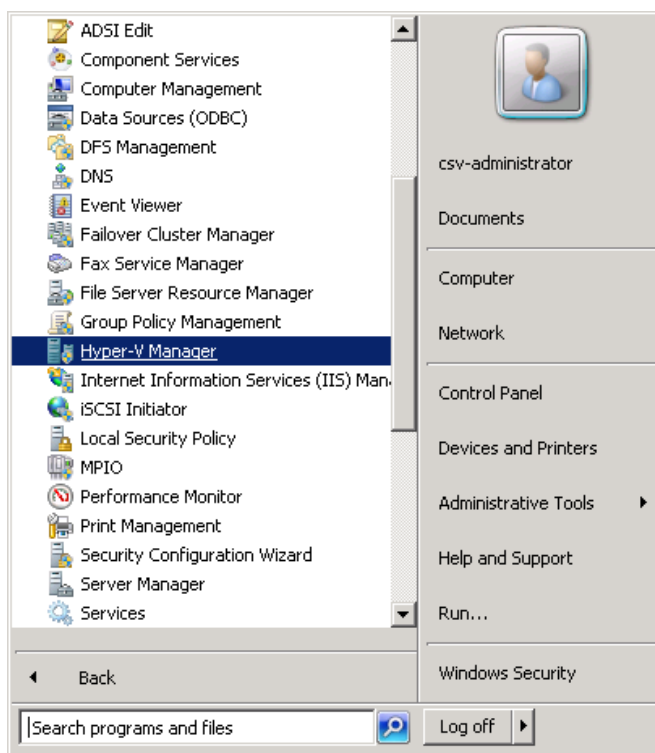 ADSI Edit
Component Services
Computer Management
Data Sources (ODBC)
DFS Management
DNS
Event Viewer
Failover Cluster Manager
Fax Service Manager
File Server Resource Manager
Group Policy Management
Hyper-V Manager
Internet Information Services (IIS) Man
iSCSI Initiator
Local Security Policy
MPIO
Performance Monitor
Print Management
Security Configuration Wizard
Server Manager
Services
Back
Search programs and files
csv-administrator
Documents
Computer
Network
Control Panel
Devices and Printers
Administrative Tools
Help and Support
Run...
Windows Security
Log off